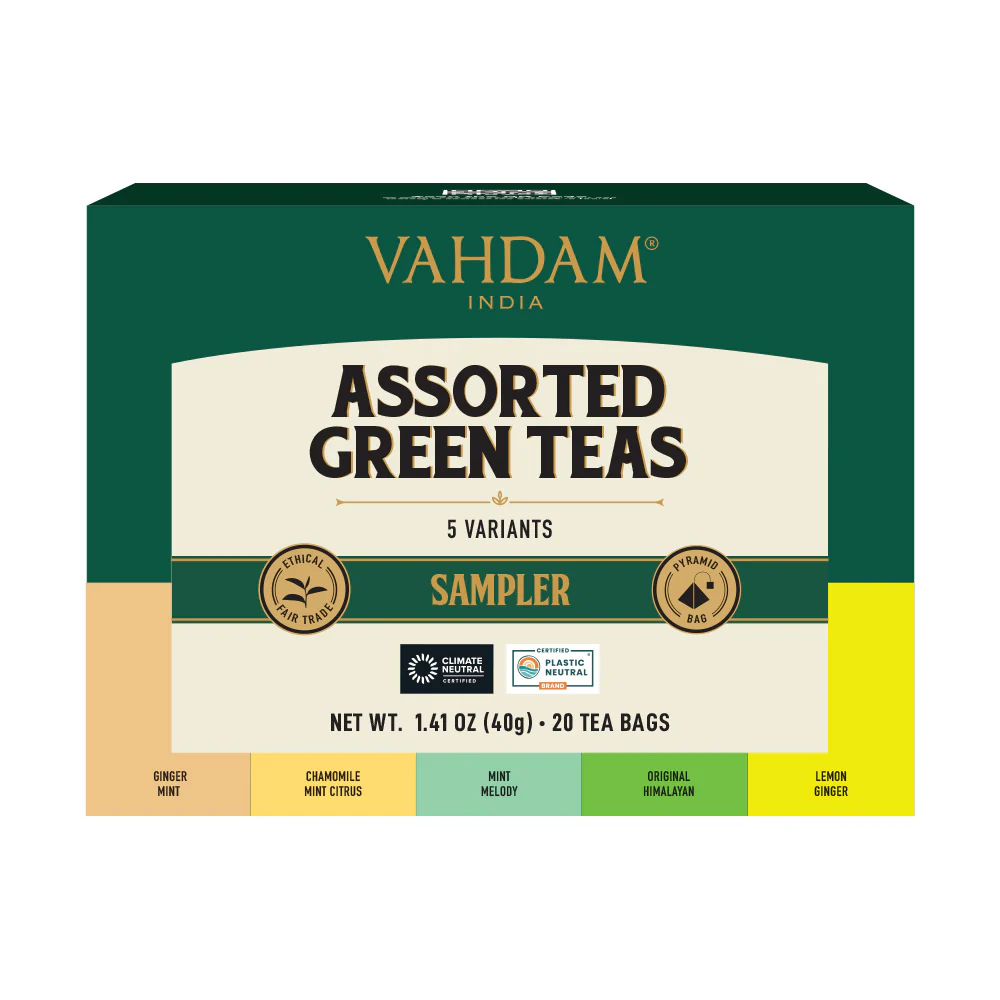 VAHDAM®
INDIA
ASSORTED
GREEN TEAS
5 VARIANTS
ETHICAL
FAIR TRADE
SAMPLER
PYRAMID
BAG
CLIMATE
NEUTRAL
CERTIFIED
CERTIFIED
PLASTIC
NEUTRAL
BRAND
NET WT. 1.41 OZ (40g) • 20 TEA BAGS
GINGER
MINT
CHAMOMILE
MINT CITRUS
MINT
MELODY
ORIGINAL
HIMALAYAN
LEMON
GINGER